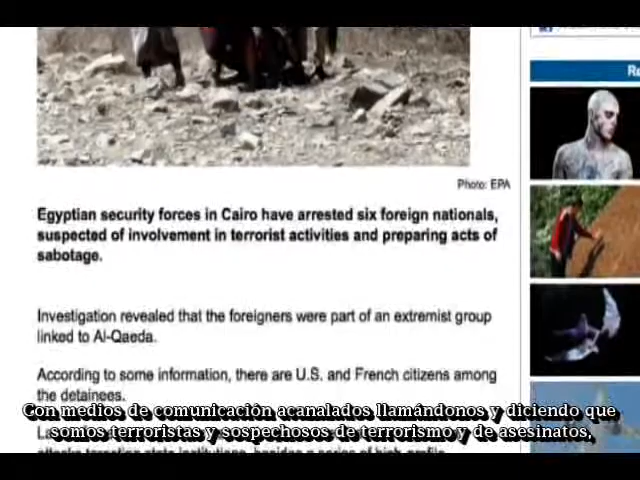 Re
Photo: EPA
Egyptian security forces in Cairo have arrested six foreign nationals,
suspected of involvement in terrorist activities and preparing acts of
sabotage.
Investigation revealed that the foreigners were part of an extremist group
linked to Al-Qaeda.
According to some information, there are U.S. and French citizens among
the detainees.
Con medios de comunicación acanalados llamándonos y diciendo que
somos terroristas y sospechosos de terrorismo y de asesinatos,